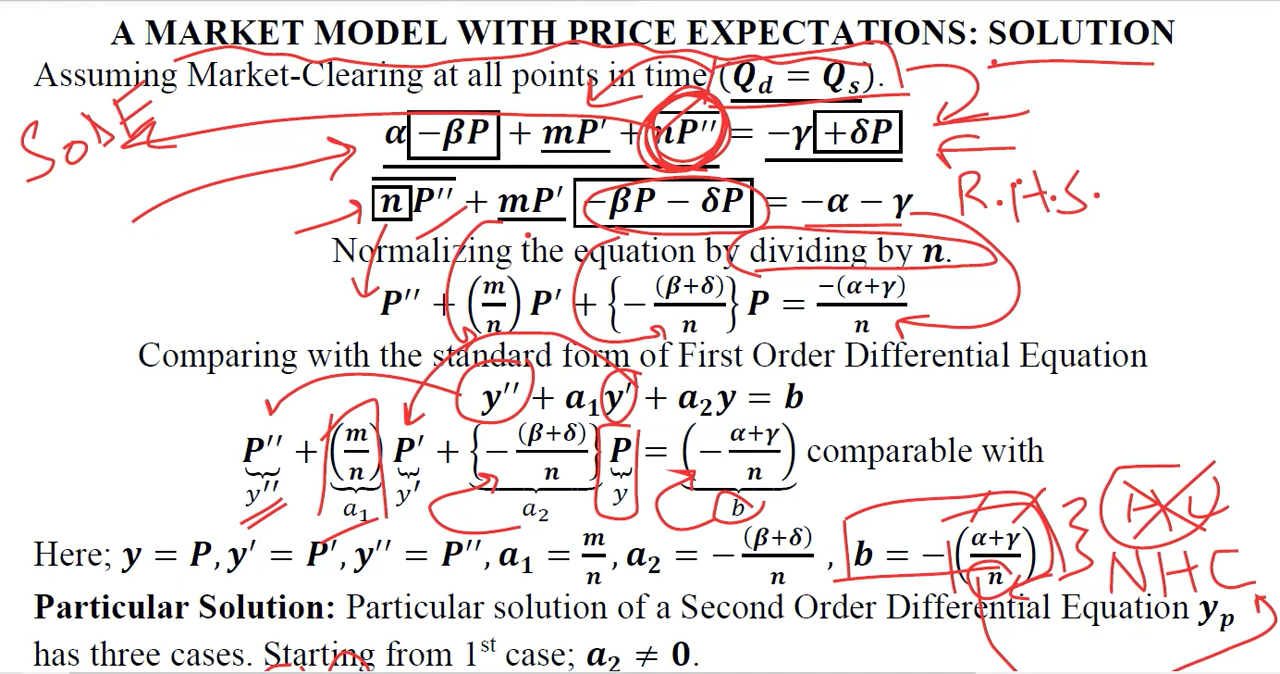 A MARKET MODEL WITH PRICE EXPECTATIONS: SOLUTION
Assuming Market-Clearing at all points in time (Q_d = Q_s).
SODE
α −βP + mP′ + nP′′ = −γ +δP
nP′′ + mP′ −βP − δP = −α − γ
R.H.S.
Normalizing the equation by dividing by n.
P′′ + (m/n) P′ + {−(β+δ)/n} P = −(α+γ)/n
Comparing with the standard form of First Order Differential Equation
y′′ + a₁y′ + a₂y = b
P′′ + (m/n) P′ + {−(β+δ)/n} P = (−(α+γ)/n) comparable with
y′′ a₁ y′ a₂ y b
Here; y = P, y′ = P′, y′′ = P′′, a₁ = m/n, a₂ = −(β+δ)/n , b = −((α+γ)/n)
NHC
Particular Solution: Particular solution of a Second Order Differential Equation y_p
has three cases. Starting from 1st case; a₂ ≠ 0.